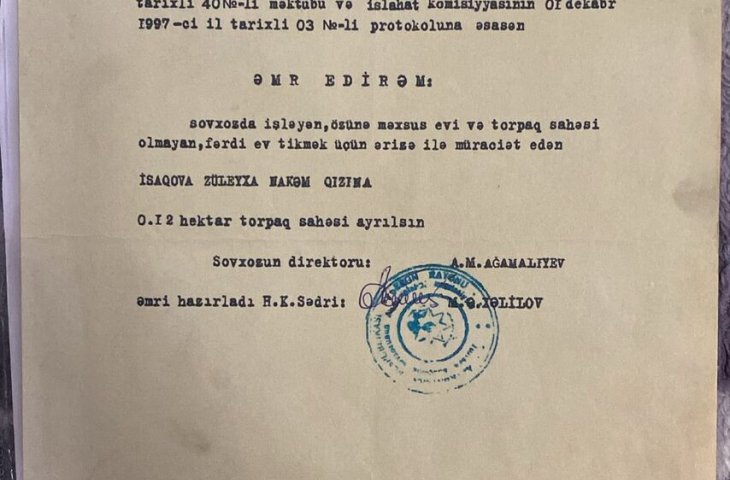 tarixli 40№-li məktubu və islahat komisiyyasının 01 dekabr
1997-ci il tarixli 03 №-li protokoluna əsasən
ƏMR EDİRƏM:
sovxozda işləyən,özünə məxsus evi və torpaq sahəsi
olmayan,fərdi ev tikmək üçün ərizə ilə müraciət edən
İSAQOVA ZÜLEYXA HAKƏM QIZINA
0.12 hektar torpaq sahəsi ayrılsın
Sovxozun direktoru: A.M.AĞAMALIYEV
Əmri hazırladı H.K.Sədri: M.Ə.XƏLİLOV
RAYONU